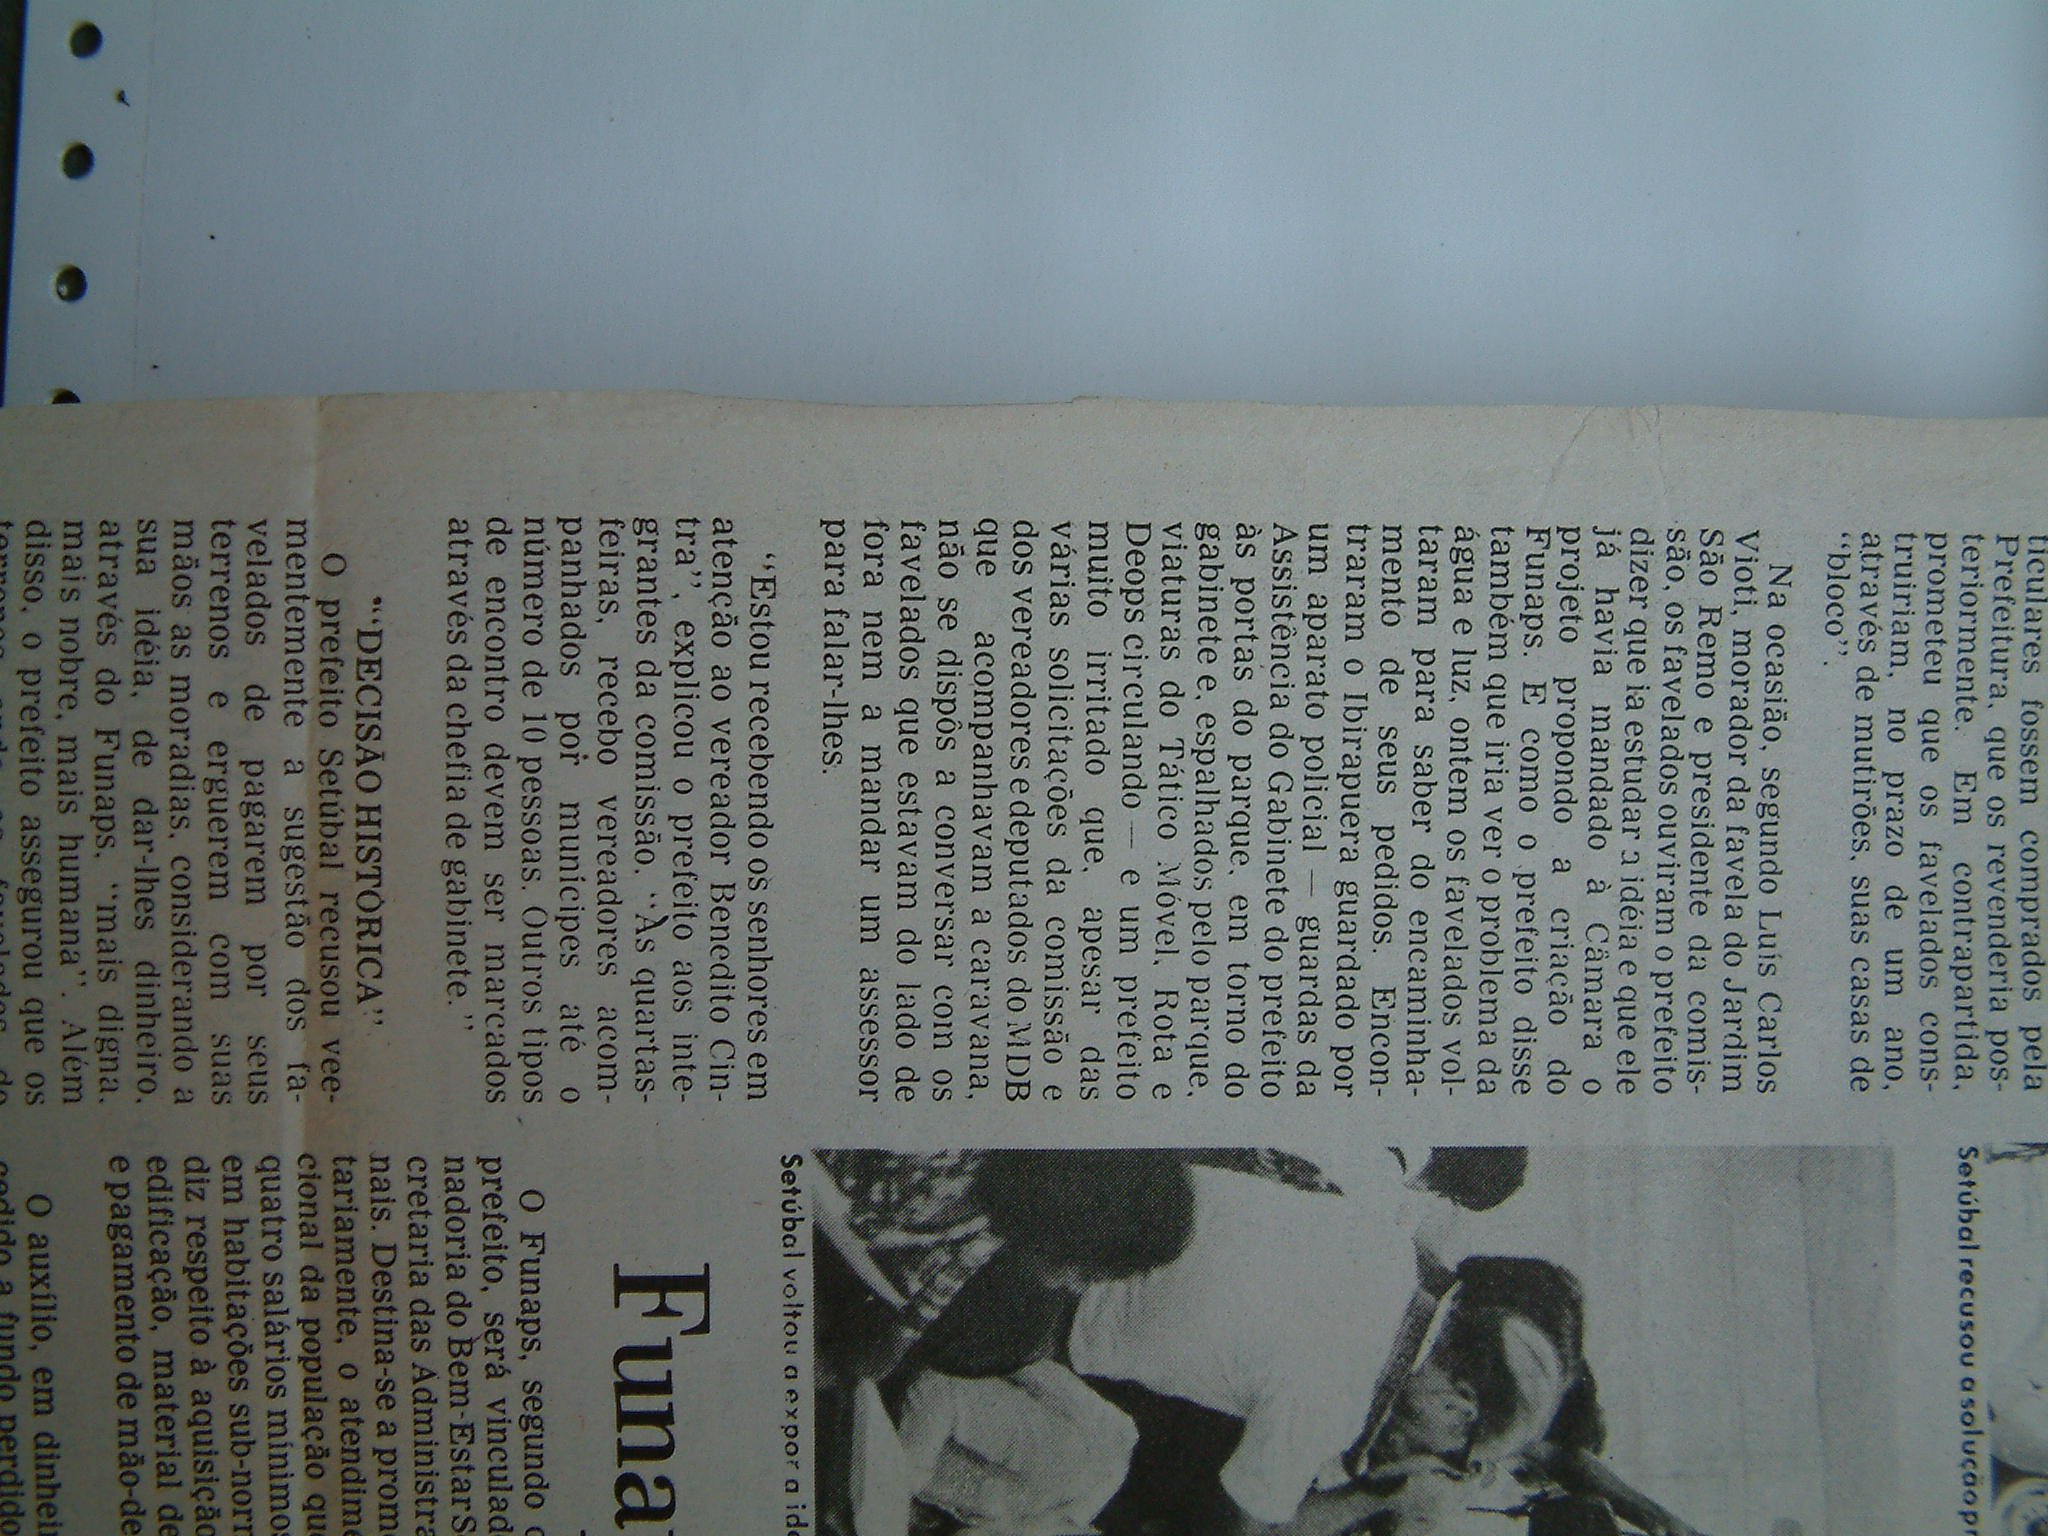 ticulares fossem comprados pela
Prefeitura, que os revenderia pos-
teriormente. Em contrapartida,
prometeu que os favelados cons-
truiriam, no prazo de um ano,
através de mutirões, suas casas de
“bloco”.
Na ocasião, segundo Luís Carlos
Vioti, morador da favela do Jardim
São Remo e presidente da comis-
são, os favelados ouviram o prefeito
dizer que ia estudar a idéia e que ele
já havia mandado à Câmara o
projeto propondo a criação do
Funaps. E como o prefeito disse
também que iria ver o problema da
água e luz, ontem os favelados vol-
taram para saber do encaminha-
mento de seus pedidos. Encon-
traram o Ibirapuera guardado por
um aparato policial — guardas da
Assistência do Gabinete do prefeito
às portas do parque, em torno do
gabinete e, espalhados pelo parque,
viaturas do Tático Móvel, Rota e
Deops circulando — e um prefeito
muito irritado que, apesar das
várias solicitações da comissão e
dos vereadores e deputados do MDB
que acompanhavam a caravana,
não se dispôs a conversar com os
favelados que estavam do lado de
fora nem a mandar um assessor
para falar-lhes.
“Estou recebendo os senhores em
atenção ao vereador Benedito Cin-
tra”, explicou o prefeito aos inte-
grantes da comissão. “Às quartas-
feiras, recebo vereadores acom-
panhados por munícipes até o
número de 10 pessoas. Outros tipos
de encontro devem ser marcados
através da chefia de gabinete.”
“DECISÃO HISTÓRICA”
O prefeito Setúbal recusou vee-
mentemente a sugestão dos fa-
velados de pagarem por seus
terrenos e erguerem com suas
mãos as moradias, considerando a
sua idéia, de dar-lhes dinheiro,
através do Funaps, “mais digna,
mais nobre, mais humana”. Além
disso, o prefeito assegurou que os
Setúbal recusou a solução p
Setúbal voltou a expor a idé
Funa
O Funaps, segundo o
prefeito, será vinculad
nadoria do Bem-Estar S
cretaria das Administra
nais. Destina-se a prome
tariamente, o atendime
cional da população que
quatro salários mínimos
em habitações sub-norm
diz respeito à aquisição
edificação, material de
e pagamento de mão-de
O auxílio, em dinheir
cedido a fundo perdido